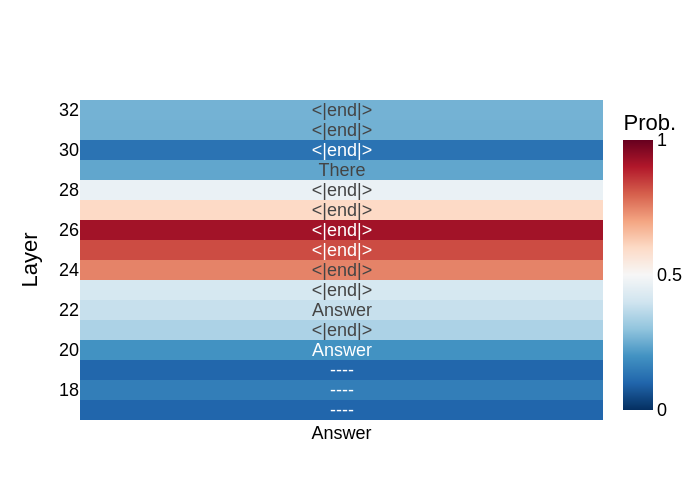 Prob.
32 <|end|> 1
<|end|>
30 <|end|>
There
28 <|end|>
<|end|>
26 <|end|>
<|end|>
24 <|end|> 0.5
<|end|>
22 Answer
<|end|>
20 Answer
----
18 ----
---- 0
Answer
Layer